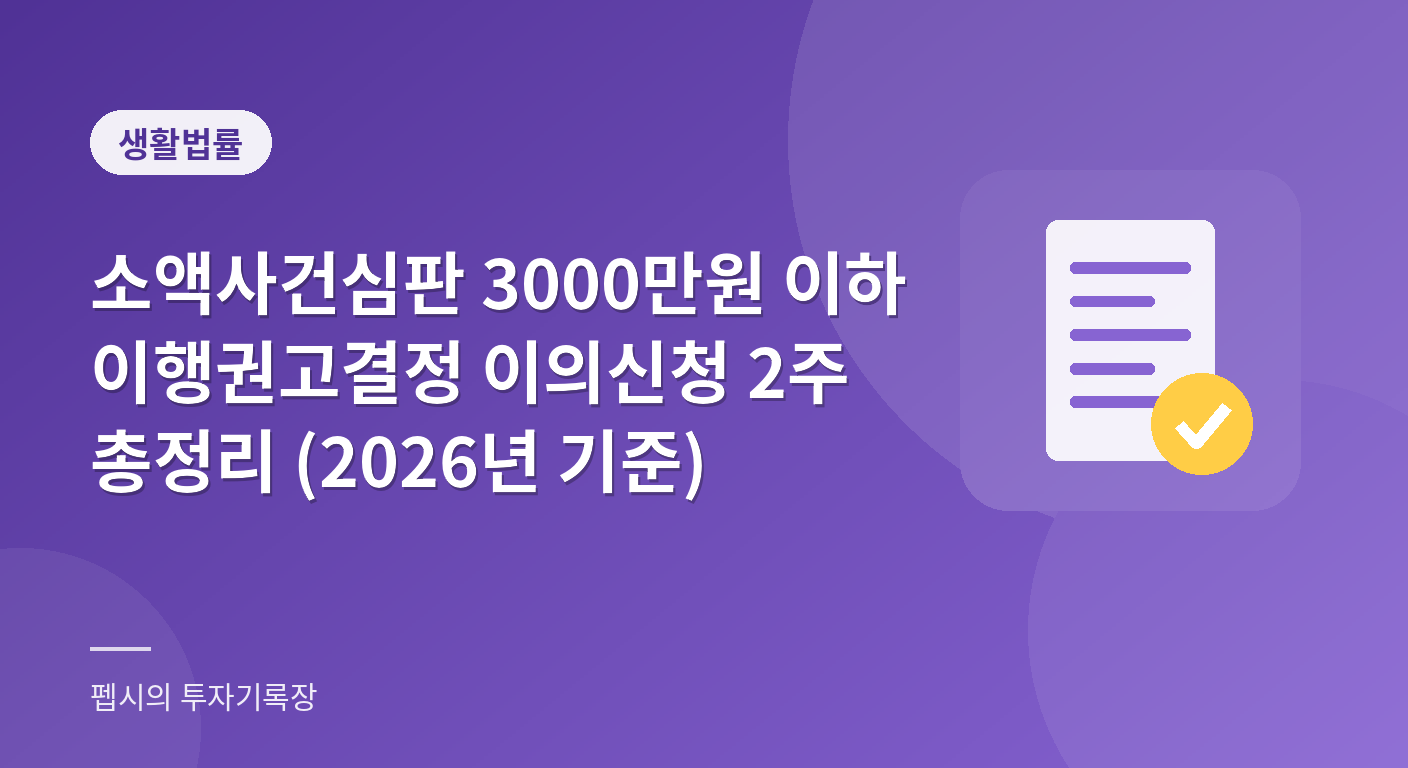 생활법률
소액사건심판 3000만원 이하
이행권고결정 이의신청 2주
총정리 (2026년 기준)
펩시의 투자기록장